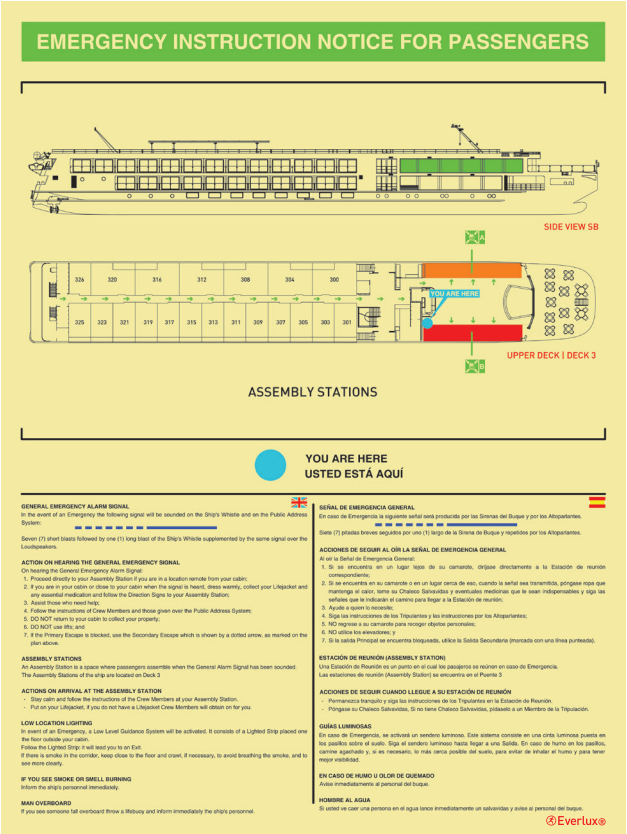 EMERGENCY INSTRUCTION NOTICE FOR PASSENGERS
SIDE VIEW SB
A
326 320 316 312 308 304 300
YOU ARE HERE
325 323 321 319 317 315 313 311 309 307 305 303 301
UPPER DECK | DECK 3
B
ASSEMBLY STATIONS
YOU ARE HERE
USTED ESTÁ AQUÍ
GENERAL EMERGENCY ALARM SIGNAL
In the event of an Emergency the following signal will be sounded on the Ship's Whistle and on the Public Address
System:
Seven (7) short blasts followed by one (1) long blast of the Ship's Whistle supplemented by the same signal over the
Loudspeakers.
ACTION ON HEARING THE GENERAL EMERGENCY SIGNAL
On hearing the General Emergency Alarm Signal:
1. Proceed directly to your Assembly Station if you are in a location remote from your cabin;
2. If you are in your cabin or close to your cabin when the signal is heard, dress warmly, collect your Lifejacket and
any essential medication and follow the Direction Signs to your Assembly Station;
3. Assist those who need help;
4. Follow the instructions of Crew Members and those given over the Public Address System;
5. DO NOT return to your cabin to collect your property;
6. DO NOT use lifts; and
7. If the Primary Escape is blocked, use the Secondary Escape which is shown by a dotted arrow, as marked on the
plan above.
ASSEMBLY STATIONS
An Assembly Station is a space where passengers assemble when the General Alarm Signal has been sounded.
The Assembly Stations of the ship are located on Deck 3
ACTIONS ON ARRIVAL AT THE ASSEMBLY STATION
- Stay calm and follow the instructions of the Crew Members at your Assembly Station.
- Put on your Lifejacket, if you do not have a Lifejacket Crew Members will obtain on for you.
LOW LOCATION LIGHTING
In event of an Emergency, a Low Level Guidance System will be activated. It consists of a Lighted Strip placed one
the floor outside your cabin.
Follow the Lighted Strip: it will lead you to on Exit.
If there is smoke in the corridor, keep close to the floor and crawl, if necessary, to avoid breathing the smoke, and to
see more clearly.
IF YOU SEE SMOKE OR SMELL BURNING
Inform the ship's personnel immediately.
MAN OVERBOARD
If you see someone fall overboard throw a lifebuoy and inform immediately the ship's personnel.
SEÑAL DE EMERGENCIA GENERAL
En caso de Emergencia la siguiente señal será producida por las Sirenas del Buque y por los Altoparlantes.
Siete (7) pitadas breves seguidos por uno (1) largo de la Sirena de Buque y repetidos por los Altoparlantes.
ACCIONES DE SEGUIR AL OÍR LA SEÑAL DE EMERGENCIA GENERAL
Al oír la Señal de Emergencia General:
1. Si se encuentra en un lugar lejos de su camarote, diríjase directamente a la Estación de reunión
correspondiente;
2. Si se encuentra en su camarote o en un lugar cerca de eso, cuando la señal sea transmitida, póngase ropa que
mantenga el calor, tome su Chaleco Salvavidas y eventuales medicinas que le sean indispensables y siga las
señales que le indicarán el camino para llegar a la Estación de reunión;
3. Ayude a quien lo necesite;
4. Siga las instrucciones de los Tripulantes y las instrucciones por los Altoparlantes;
5. NO regrese a su camarote para recoger objetos personales;
6. NO utilice los elevadores; y
7. Si la salida Principal se encuentra bloqueada, utilice la Salida Secundaria (marcada con una línea punteada).
ESTACIÓN DE REUNIÓN (ASSEMBLY STATION)
Una Estación de Reunión es un punto en el cual los pasajeros se reúnen en caso de Emergencia.
Las estaciones de reunión (Assembly Station) se encuentra en el Puente 3
ACCIONES DE SEGUIR CUANDO LLEGUE A SU ESTACIÓN DE REUNIÓN
- Permanezca tranquilo y siga las instrucciones de los Tripulantes en la Estación de Reunión.
- Póngase su Chaleco Salvavidas, Si no tiene Chaleco Salvavidas, pídaselo a un Miembro de la Tripulación.
GUÍAS LUMINOSAS
En caso de Emergencia, se activará un sendero luminoso. Este sistema consiste en una cinta luminosa puesta en
los pasillos sobre el suelo. Siga el sendero luminoso hasta llegar a una Salida. En caso de humo en los pasillos,
camine agachado y, si es necesario, lo más cerca posible del suelo, para evitar de inhalar el humo y para tener
mejor visibilidad.
EN CASO DE HUMO U OLOR DE QUEMADO
Avise inmediatamente al personal del buque.
HOMBRE AL AGUA
Si usted ve caer una persona en el agua lance inmediatamente un salvavidas y avise al personal del buque.
Everlux®